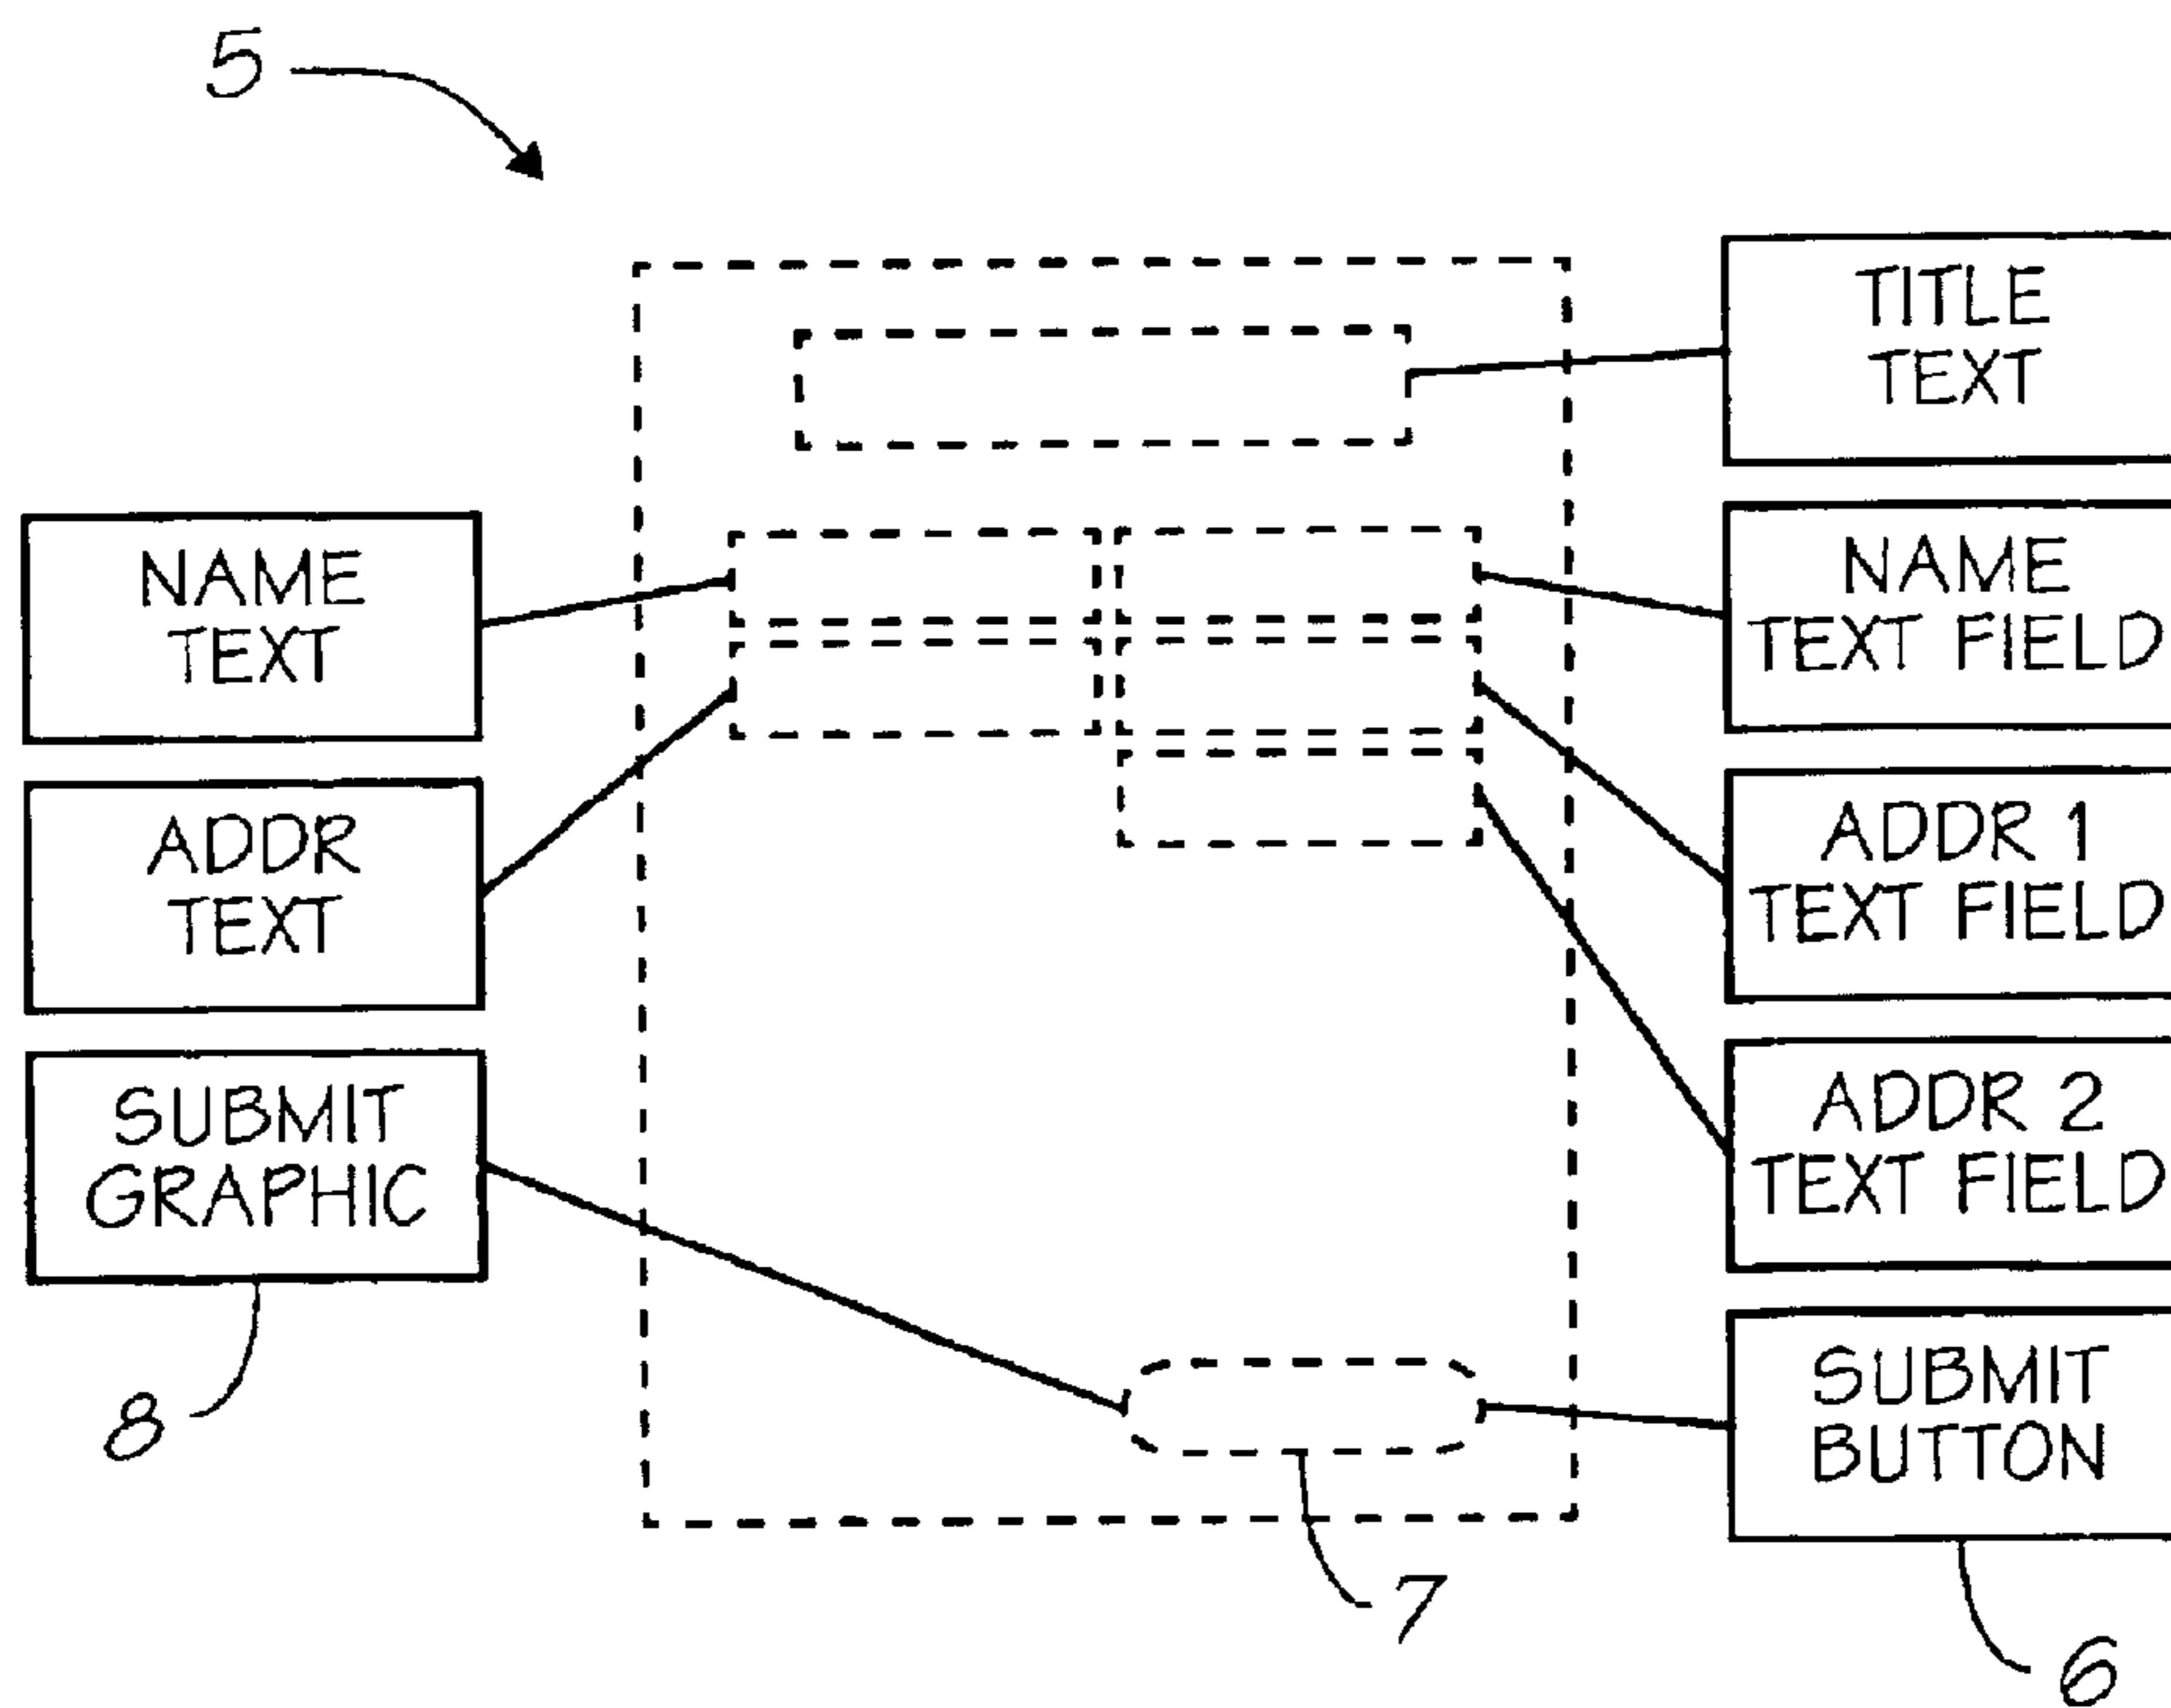 5
TITLE
TEXT
NAME
TEXT
NAME
TEXT FIELD
ADDR
TEXT
ADDR 1
TEXT FIELD
SUBMIT
GRAPHIC
ADDR 2
TEXT FIELD
SUBMIT
BUTTON
8
7
6